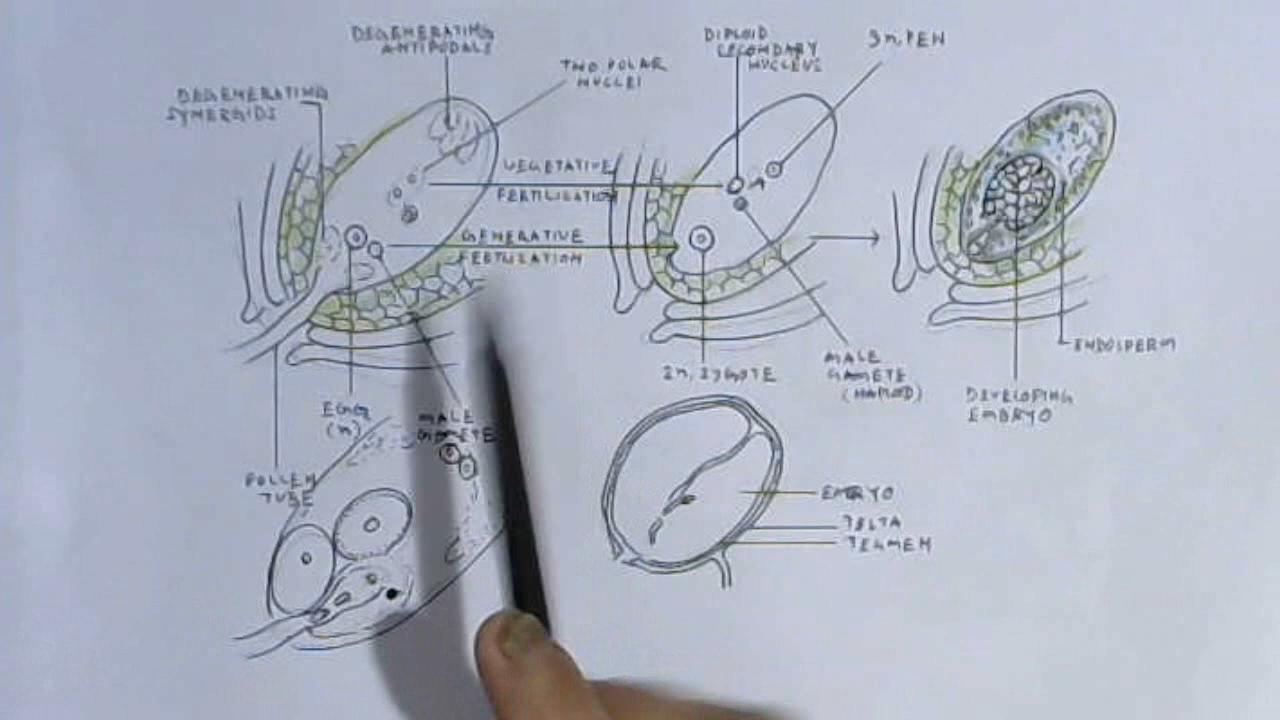 DEGENERATING
ANTIPODALS
TWO POLAR
NUCLEI
DEGENERATING
SYNERGIDS
VEGETATIVE
FERTILIZATION
GENERATIVE
FERTILIZATION
EGG
(n)
MALE
GAMETE
POLLEN
TUBE
DIPLOID
SECONDARY
NUCLEUS
3n, PEN
2n, ZYGOTE
MALE
GAMETE
(HAPLOID)
ENDOSPERM
DEVELOPING
EMBRYO
EMBRYO
TESTA
TEGMEN